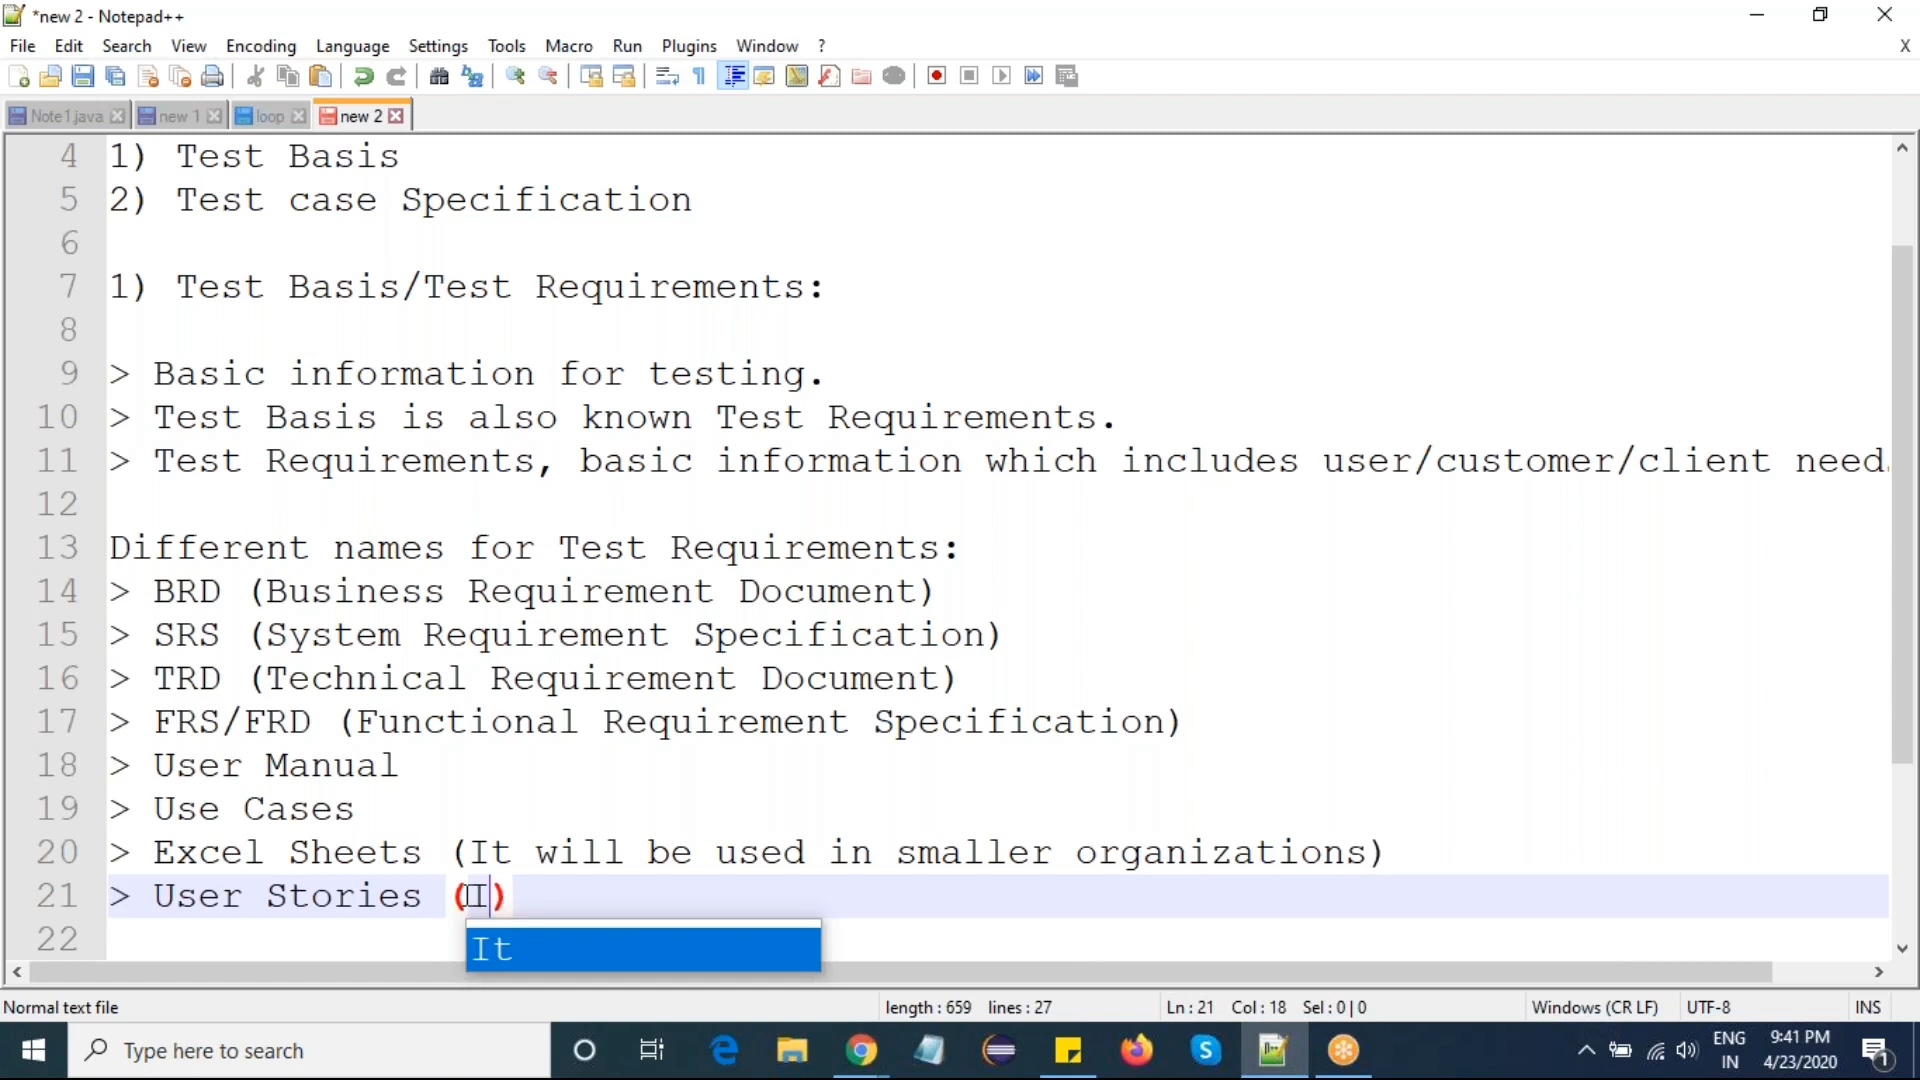 *new 2 - Notepad++
File Edit Search View Encoding Language Settings Tools Macro Run Plugins Window ? X
Note1.java new 1 loop new 2
4 1) Test Basis
5 2) Test case Specification
6
7 1) Test Basis/Test Requirements:
8
9 > Basic information for testing.
10 > Test Basis is also known Test Requirements.
11 > Test Requirements, basic information which includes user/customer/client need
12
13 Different names for Test Requirements:
14 > BRD (Business Requirement Document)
15 > SRS (System Requirement Specification)
16 > TRD (Technical Requirement Document)
17 > FRS/FRD (Functional Requirement Specification)
18 > User Manual
19 > Use Cases
20 > Excel Sheets (It will be used in smaller organizations)
21 > User Stories (I)
It
22
Normal text file length : 659 lines : 27 Ln : 21 Col : 18 Sel : 0 | 0 Windows (CR LF) UTF-8 INS
Type here to search
ENG 9:41 PM
IN 4/23/2020
1